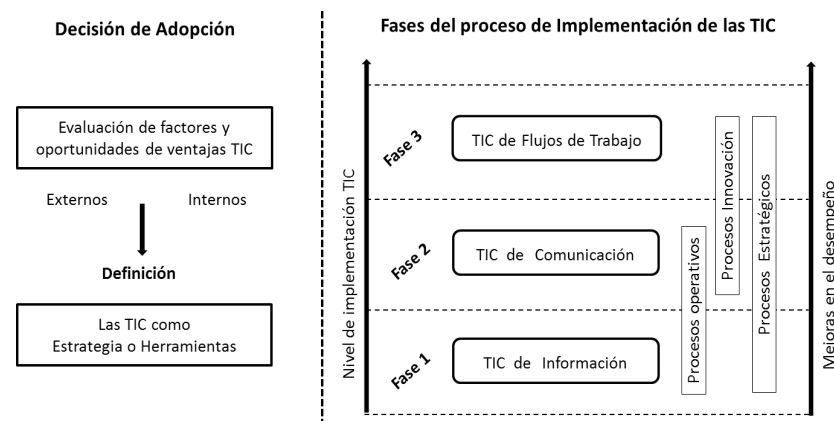 Decisión de Adopción
Evaluación de factores y
oportunidades de ventajas TIC
Externos
Internos
Definición
Las TIC como
Estrategia o Herramientas
Fases del proceso de Implementación de las TIC
Nivel de implementación TIC
Fase 3
TIC de Flujos de Trabajo
Fase 2
TIC de Comunicación
Fase 1
TIC de Información
Procesos operativos
Procesos Innovación
Procesos Estratégicos
Mejoras en el desempeño